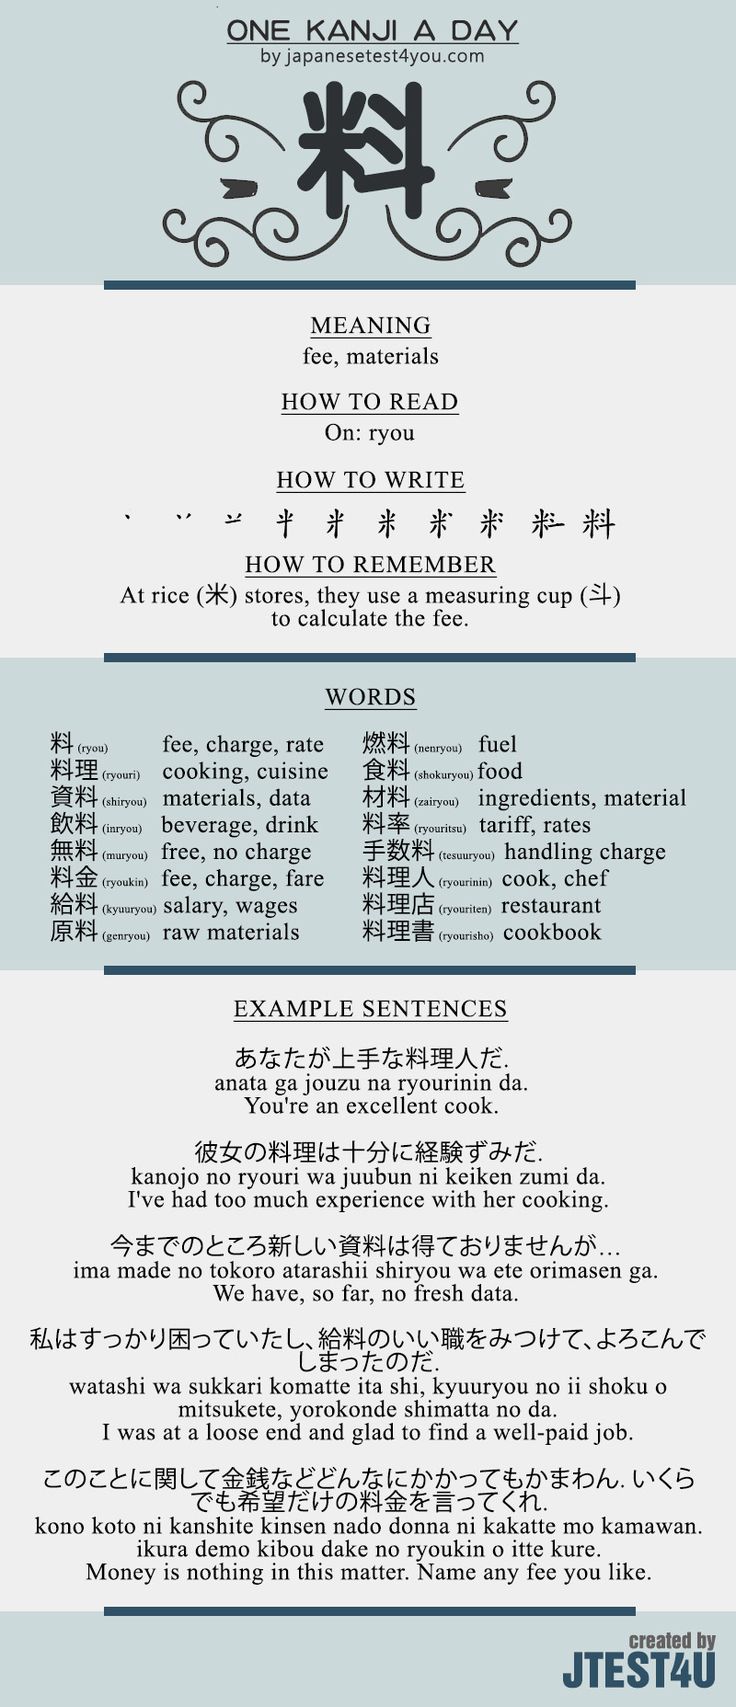 ONE KANJI A DAY
by japanesetest4you.com
料
MEANING
fee, materials
HOW TO READ
On: ryou
HOW TO WRITE
HOW TO REMEMBER
At rice (米) stores, they use a measuring cup (斗)
to calculate the fee.
WORDS
料 (ryou) fee, charge, rate
料理 (ryouri) cooking, cuisine
資料 (shiryou) materials, data
飲料 (inryou) beverage, drink
無料 (muryou) free, no charge
料金 (ryoukin) fee, charge, fare
給料 (kyuuryou) salary, wages
原料 (genryou) raw materials
燃料 (nenryou) fuel
食料 (shokuryou) food
材料 (zairyou) ingredients, material
料率 (ryouritsu) tariff, rates
手数料 (tesuuryou) handling charge
料理人 (ryourinin) cook, chef
料理店 (ryouriten) restaurant
料理書 (ryourisho) cookbook
EXAMPLE SENTENCES
あなたが上手な料理人だ.
anata ga jouzu na ryourinin da.
You're an excellent cook.
彼女の料理は十分に経験ずみだ.
kanojo no ryouri wa juubun ni keiken zumi da.
I've had too much experience with her cooking.
今までのところ新しい資料は得ておりませんが…
ima made no tokoro atarashii shiryou wa ete orimasen ga.
We have, so far, no fresh data.
私はすっかり困っていたし、給料のいい職をみつけて、よろこんで
しまったのだ.
watashi wa sukkari komatte ita shi, kyuuryou no ii shoku o
mitsukete, yorokonde shimatta no da.
I was at a loose end and glad to find a well-paid job.
このことに関して金銭などどんなにかかってもかまわん. いくら
でも希望だけの料金を言ってくれ.
kono koto ni kanshite kinsen nado donna ni kakatte mo kamawan.
ikura demo kibou dake no ryoukin o itte kure.
Money is nothing in this matter. Name any fee you like.
created by
JTEST4U